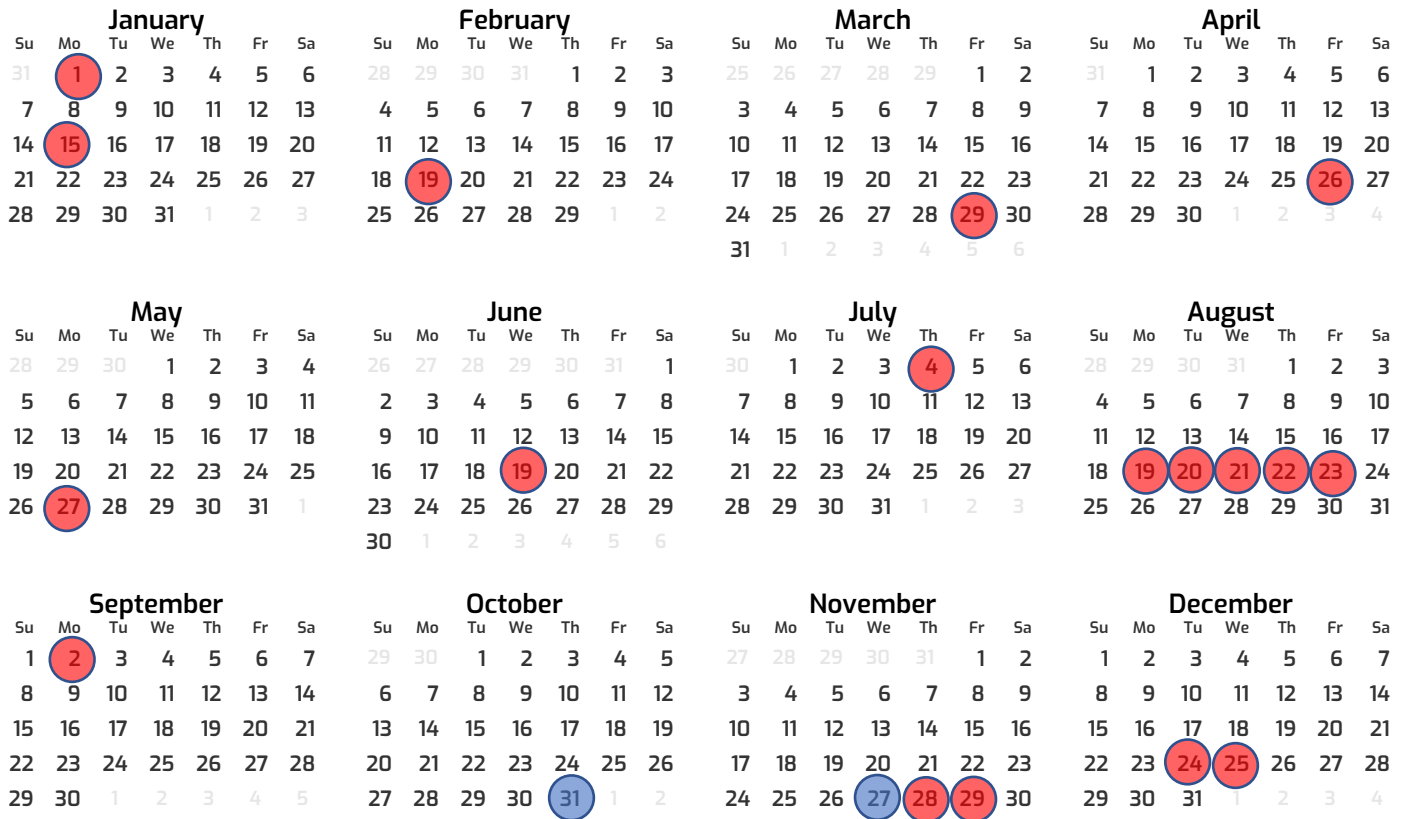 January February March April
Su Mo Tu We Th Fr Sa Su Mo Tu We Th Fr Sa Su Mo Tu We Th Fr Sa Su Mo Tu We Th Fr Sa
31 1 2 3 4 5 6 28 29 30 31 1 2 3 25 26 27 28 29 1 2 31 1 2 3 4 5 6
7 8 9 10 11 12 13 4 5 6 7 8 9 10 3 4 5 6 7 8 9 7 8 9 10 11 12 13
14 15 16 17 18 19 20 11 12 13 14 15 16 17 10 11 12 13 14 15 16 14 15 16 17 18 19 20
21 22 23 24 25 26 27 18 19 20 21 22 23 24 17 18 19 20 21 22 23 21 22 23 24 25 26 27
28 29 30 31 1 2 3 25 26 27 28 29 1 2 24 25 26 27 28 29 30 28 29 30 1 2 3 4
31 1 2 3 4 5 6
May June July August
Su Mo Tu We Th Fr Sa Su Mo Tu We Th Fr Sa Su Mo Tu We Th Fr Sa Su Mo Tu We Th Fr Sa
28 29 30 1 2 3 4 26 27 28 29 30 31 1 30 1 2 3 4 5 6 28 29 30 31 1 2 3
5 6 7 8 9 10 11 2 3 4 5 6 7 8 7 8 9 10 11 12 13 4 5 6 7 8 9 10
12 13 14 15 16 17 18 9 10 11 12 13 14 15 14 15 16 17 18 19 20 11 12 13 14 15 16 17
19 20 21 22 23 24 25 16 17 18 19 20 21 22 21 22 23 24 25 26 27 18 19 20 21 22 23 24
26 27 28 29 30 31 1 23 24 25 26 27 28 29 28 29 30 31 1 2 3 25 26 27 28 29 30 31
30 1 2 3 4 5 6
September October November December
Su Mo Tu We Th Fr Sa Su Mo Tu We Th Fr Sa Su Mo Tu We Th Fr Sa Su Mo Tu We Th Fr Sa
1 2 3 4 5 6 7 29 30 1 2 3 4 5 27 28 29 30 31 1 2 1 2 3 4 5 6 7
8 9 10 11 12 13 14 6 7 8 9 10 11 12 3 4 5 6 7 8 9 8 9 10 11 12 13 14
15 16 17 18 19 20 21 13 14 15 16 17 18 19 10 11 12 13 14 15 16 15 16 17 18 19 20 21
22 23 24 25 26 27 28 20 21 22 23 24 25 26 17 18 19 20 21 22 23 22 23 24 25 26 27 28
29 30 1 2 3 4 5 27 28 29 30 31 1 2 24 25 26 27 28 29 30 29 30 31 1 2 3 4